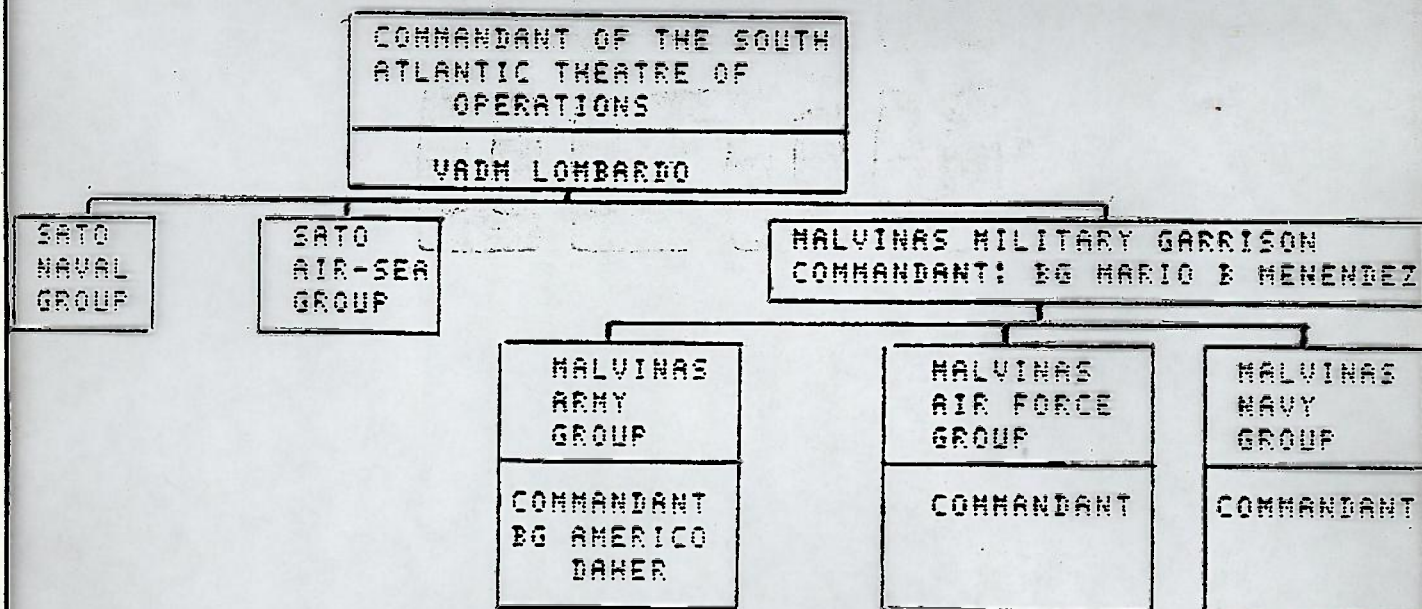 COMMANDANT OF THE SOUTH
ATLANTIC THEATRE OF
OPERATIONS
VADM LOMBARDO
SATO
NAVAL
GROUP
SATO
AIR-SEA
GROUP
MALVINAS MILITARY GARRISON
COMMANDANT: BG MARIO B MENENDEZ
MALVINAS
ARMY
GROUP
COMMANDANT
BG AMERICO
DAHER
MALVINAS
AIR FORCE
GROUP
COMMANDANT
MALVINAS
NAVY
GROUP
COMMANDANT